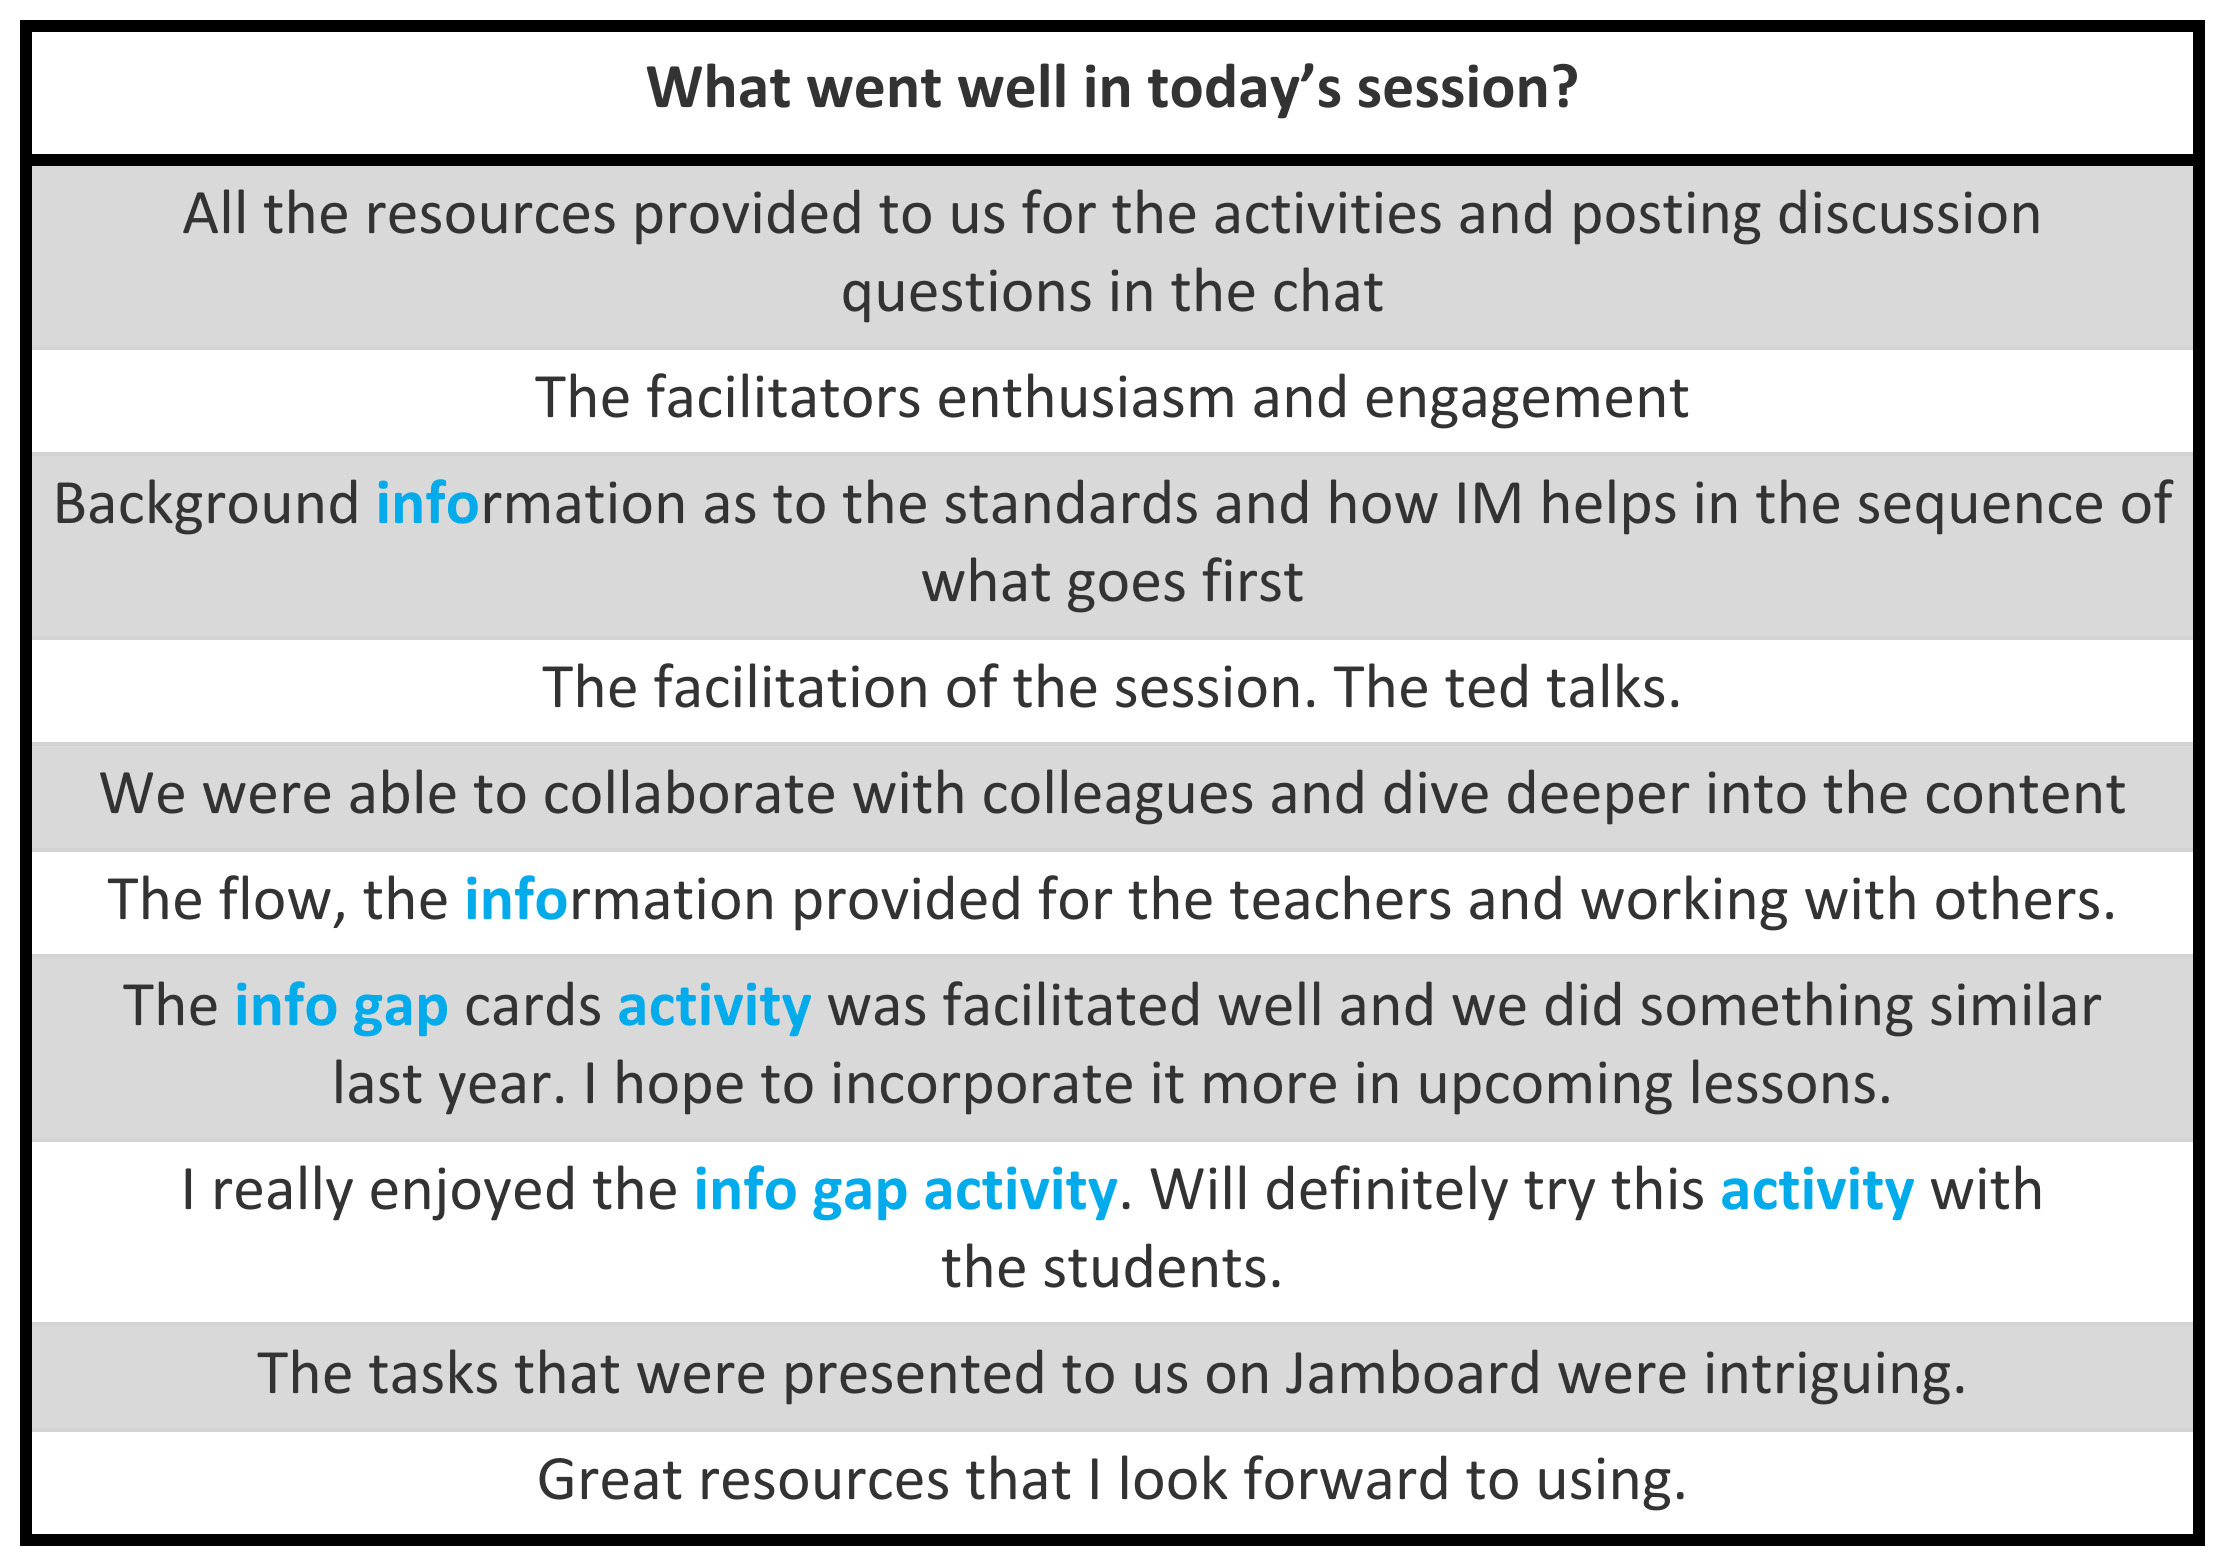 What went well in today’s session?
All the resources provided to us for the activities and posting discussion
questions in the chat
The facilitators enthusiasm and engagement
Background information as to the standards and how IM helps in the sequence of
what goes first
The facilitation of the session. The ted talks.
We were able to collaborate with colleagues and dive deeper into the content
The flow, the information provided for the teachers and working with others.
The info gap cards activity was facilitated well and we did something similar
last year. I hope to incorporate it more in upcoming lessons.
I really enjoyed the info gap activity. Will definitely try this activity with
the students.
The tasks that were presented to us on Jamboard were intriguing.
Great resources that I look forward to using.